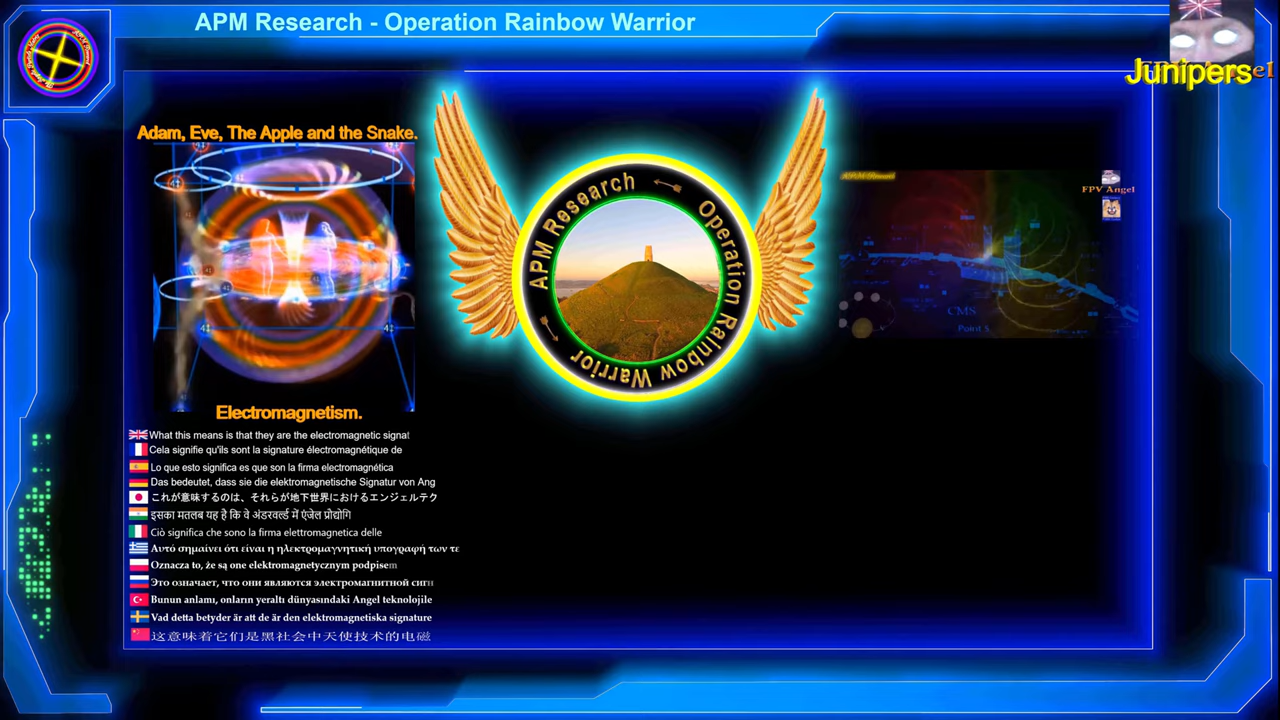 APM Research - Operation Rainbow Warrior
Junipers
Adam, Eve, The Apple and the Snake.
APM Research
Operation Rainbow Warrior
FPV Angel
CMS
Point 5
41
41
41
41
41
41
Electromagnetism.
What this means is that they are the electromagnetic signat
Cela signifie qu'ils sont la signature électromagnétique de
Lo que esto significa es que son la firma electromagnética
Das bedeutet, dass sie die elektromagnetische Signatur von Ang
これが意味するのは、それらが地下世界におけるエンジェルテク
इसका मतलब यह है कि वे अंडरवर्ल्ड में एंजेल प्रौद्योगि
Ciò significa che sono la firma elettromagnetica delle
Αυτό σημαίνει ότι είναι η ηλεκτρομαγνητική υπογραφή των τε
Oznacza to, że są one elektromagnetycznym podpisem
Это означает, что они являются электромагнитной сигн
Bunun anlamı, onların yeraltı dünyasındaki Angel teknolojile
Vad detta betyder är att de är den elektromagnetiska signature
这意味着它们是黑社会中天使技术的电磁